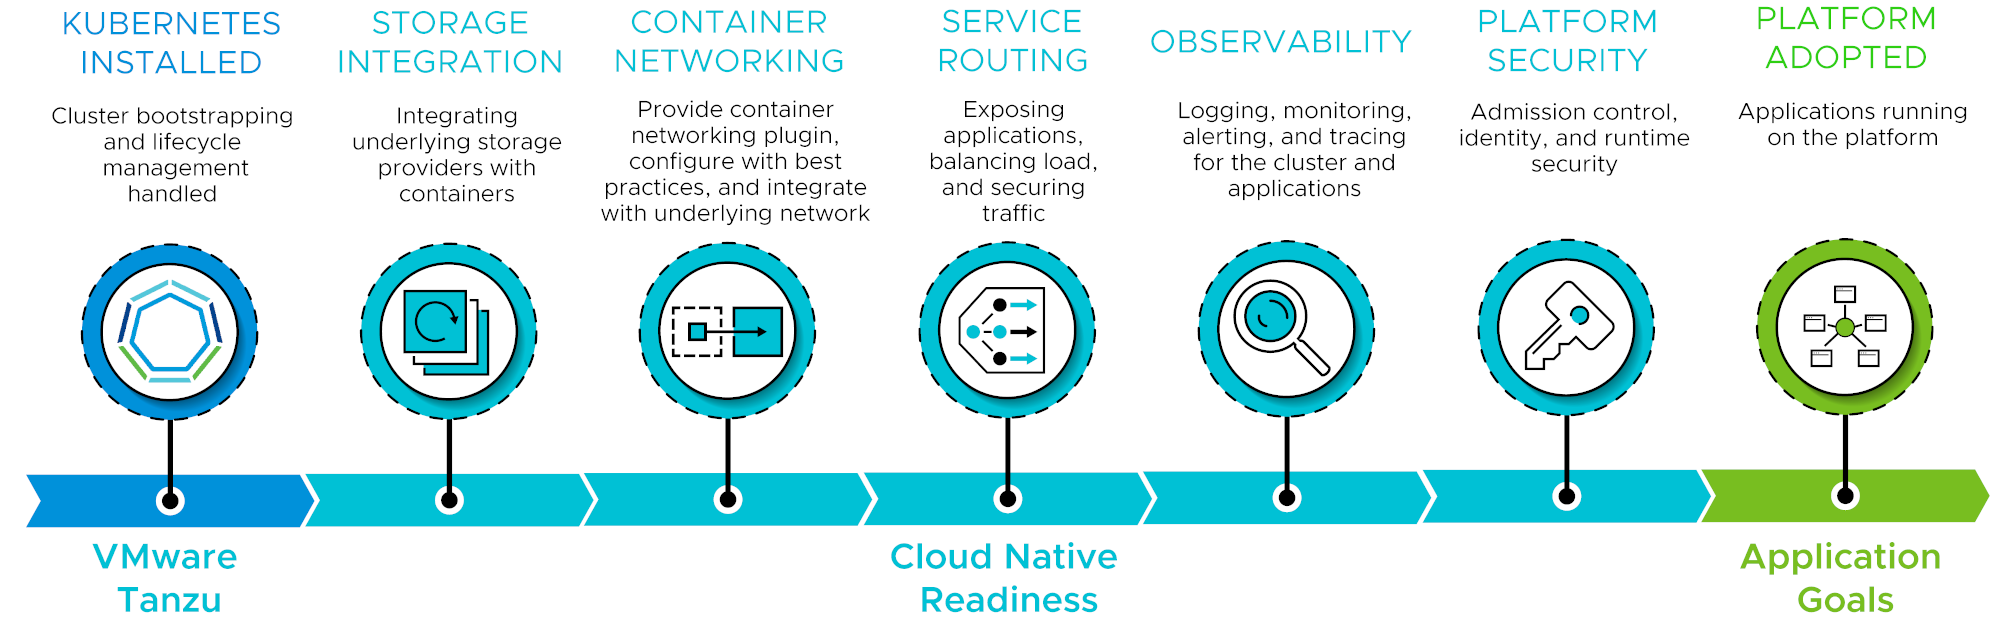 KUBERNETES
INSTALLED
Cluster bootstrapping
and lifecycle
management
handled
STORAGE
INTEGRATION
Integrating
underlying storage
providers with
containers
CONTAINER
NETWORKING
Provide container
networking plugin,
configure with best
practices, and integrate
with underlying network
SERVICE
ROUTING
Exposing
applications,
balancing load,
and securing
traffic
OBSERVABILITY
Logging, monitoring,
alerting, and tracing
for the cluster and
applications
PLATFORM
SECURITY
Admission control,
identity, and runtime
security
PLATFORM
ADOPTED
Applications running
on the platform
VMware
Tanzu
Cloud Native
Readiness
Application
Goals